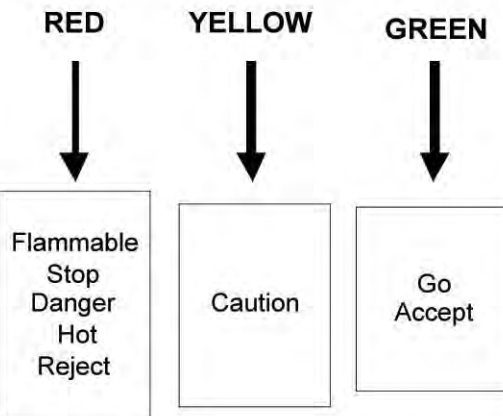 RED
YELLOW
GREEN
Flammable
Stop
Danger
Hot
Reject
Caution
Go
Accept